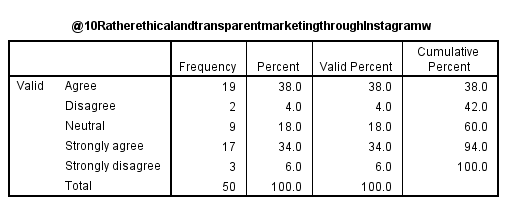 @10RatherethicalandtransparentmarketingthroughInstagramw
Frequency Percent Valid Percent Cumulative Percent
Valid Agree 19 38.0 38.0 38.0
Disagree 2 4.0 4.0 42.0
Neutral 9 18.0 18.0 60.0
Strongly agree 17 34.0 34.0 94.0
Strongly disagree 3 6.0 6.0 100.0
Total 50 100.0 100.0